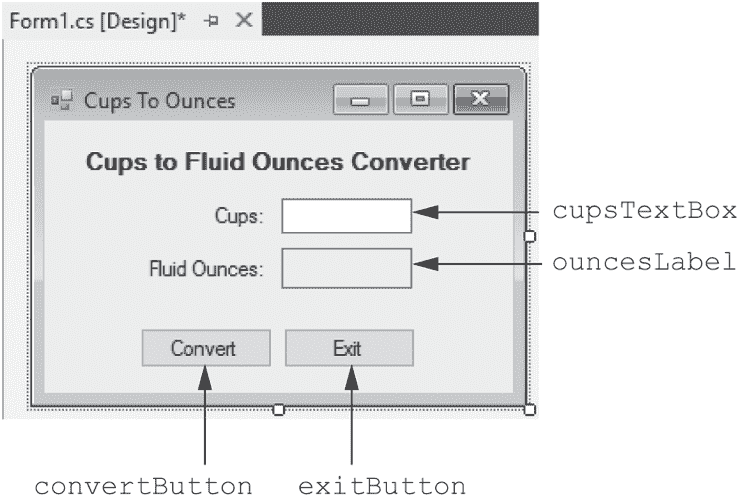 Form1.cs [Design]*
Cups To Ounces
Cups to Fluid Ounces Converter
Cups:
cupsTextBox
Fluid Ounces:
ouncesLabel
Convert
Exit
convertButton
exitButton